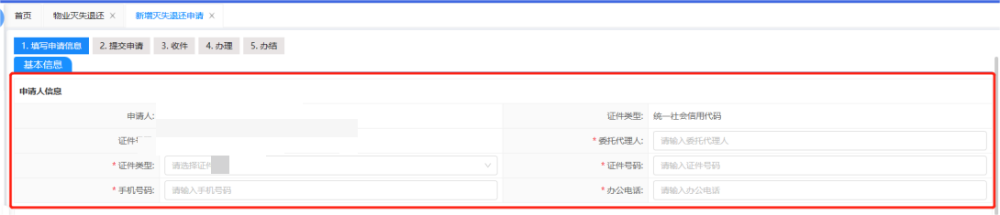 首页 物业灭失退还 × 新增灭失退还申请 ×
1. 填写申请信息 2. 提交申请 3. 收件 4. 办理 5. 办结
基本信息
申请人信息
申请人: 证件类型: 统一社会信用代码
证件 * 委托代理人: 请输入委托代理人
* 证件类型: 请选择证件 * 证件号码: 请输入证件号码
* 手机号码: 请输入手机号码 * 办公电话: 请输入办公电话